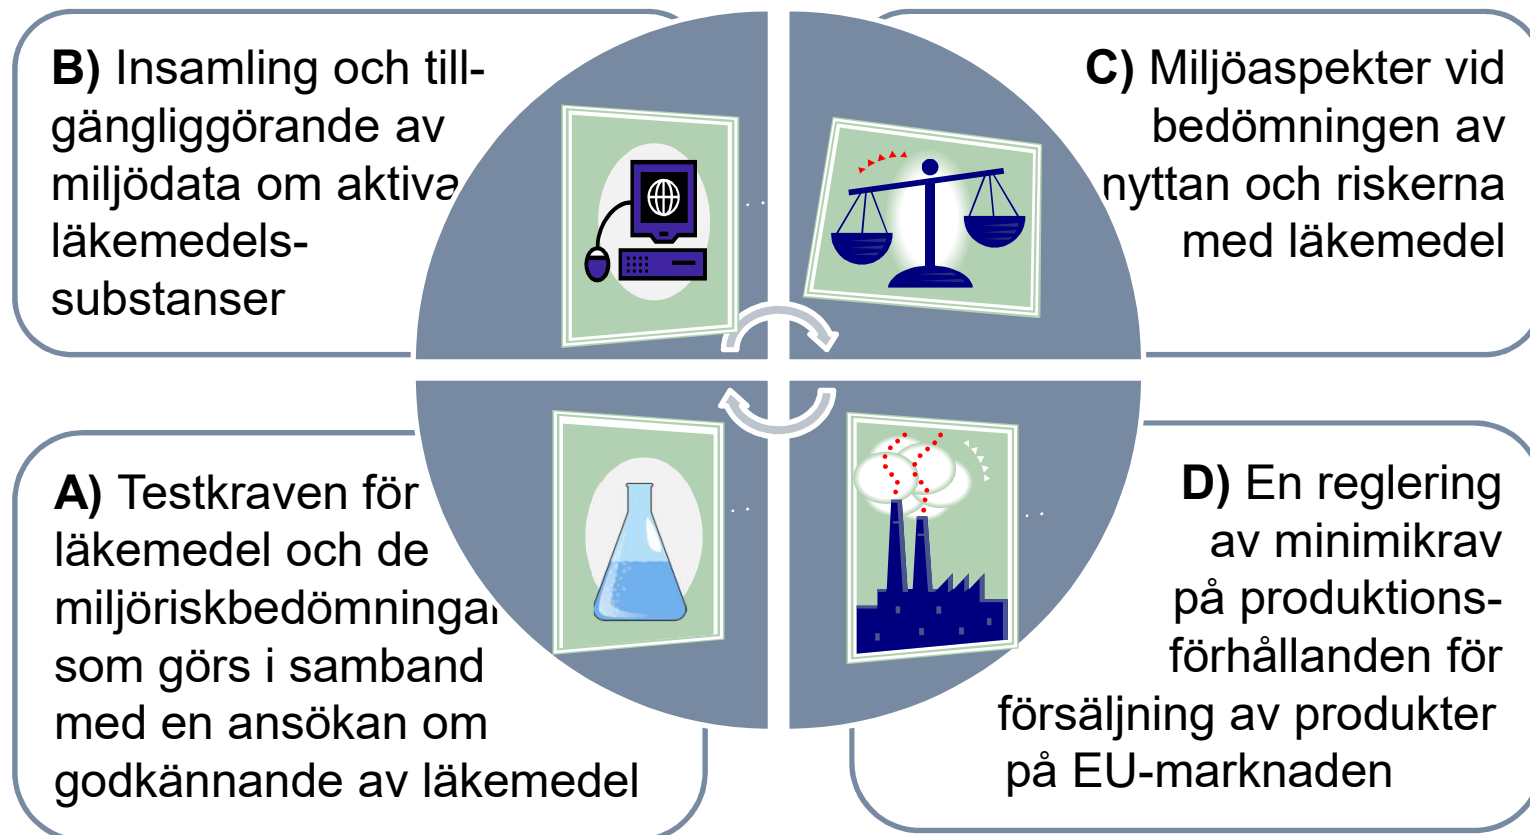 B) Insamling och till-
gängliggörande av
miljödata om aktiva
läkemedels-
substanser
C) Miljöaspekter vid
bedömningen av
nyttan och riskerna
med läkemedel
A) Testkraven för
läkemedel och de
miljöriskbedömningar
som görs i samband
med en ansökan om
godkännande av läkemedel
D) En reglering
av minimikrav
på produktions-
förhållanden för
försäljning av produkter
på EU-marknaden